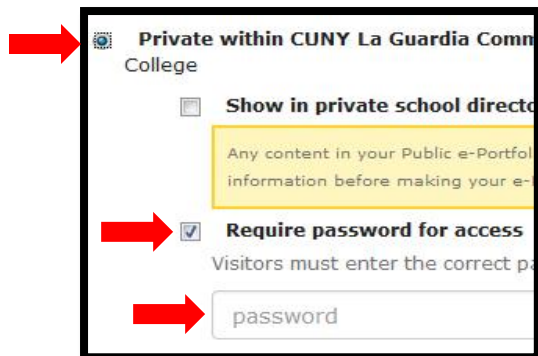 Private within CUNY La Guardia Comm
College
Show in private school directo
Any content in your Public e-Portfol
information before making your e-
Require password for access
Visitors must enter the correct pa
password